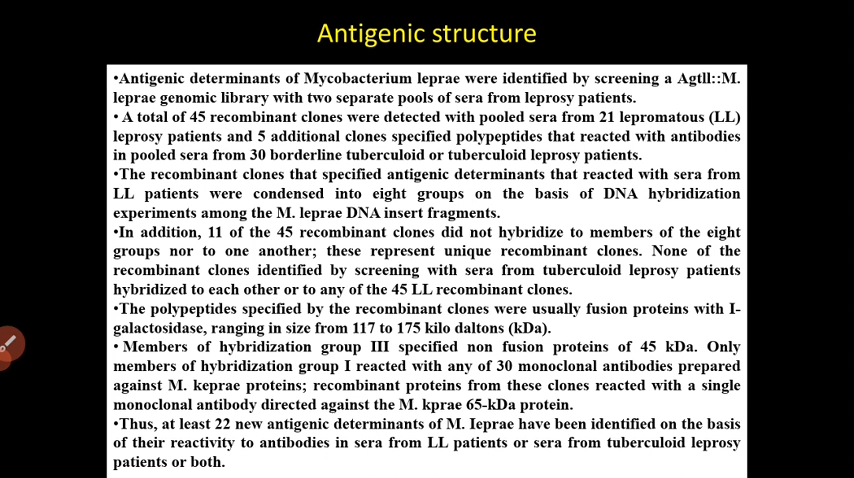 Antigenic structure
•Antigenic determinants of Mycobacterium leprae were identified by screening a Agtll::M.
leprae genomic library with two separate pools of sera from leprosy patients.
• A total of 45 recombinant clones were detected with pooled sera from 21 lepromatous (LL)
leprosy patients and 5 additional clones specified polypeptides that reacted with antibodies
in pooled sera from 30 borderline tuberculoid or tuberculoid leprosy patients.
•The recombinant clones that specified antigenic determinants that reacted with sera from
LL patients were condensed into eight groups on the basis of DNA hybridization
experiments among the M. leprae DNA insert fragments.
•In addition, 11 of the 45 recombinant clones did not hybridize to members of the eight
groups nor to one another; these represent unique recombinant clones. None of the
recombinant clones identified by screening with sera from tuberculoid leprosy patients
hybridized to each other or to any of the 45 LL recombinant clones.
•The polypeptides specified by the recombinant clones were usually fusion proteins with I-
galactosidase, ranging in size from 117 to 175 kilo daltons (kDa).
• Members of hybridization group III specified non fusion proteins of 45 kDa. Only
members of hybridization group I reacted with any of 30 monoclonal antibodies prepared
against M. keprae proteins; recombinant proteins from these clones reacted with a single
monoclonal antibody directed against the M. kprae 65-kDa protein.
•Thus, at least 22 new antigenic determinants of M. Ieprae have been identified on the basis
of their reactivity to antibodies in sera from LL patients or sera from tuberculoid leprosy
patients or both.